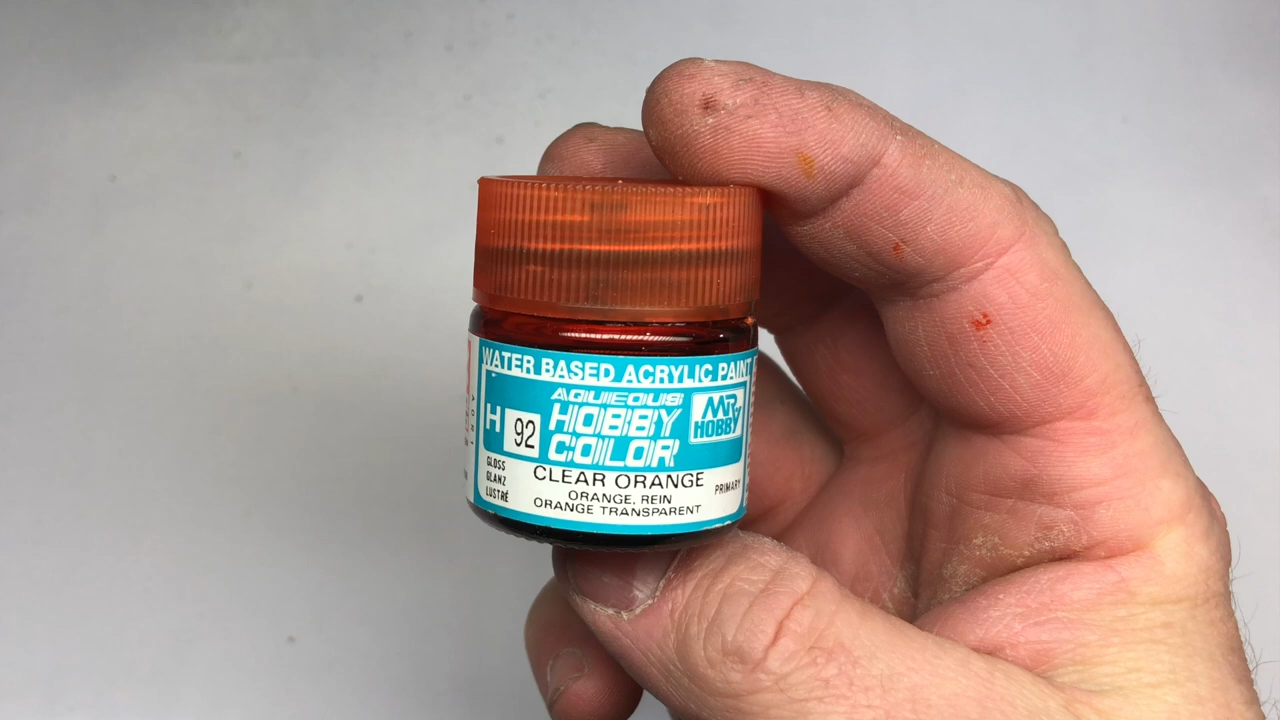 WATER BASED ACRYLIC PAINT
AQUEOUS
HOBBY
COLOR
H 92
MR.
HOBBY
GLOSS
GLANZ
LUSTRÉ
CLEAR ORANGE
ORANGE, REIN
ORANGE TRANSPARENT
PRIMARY